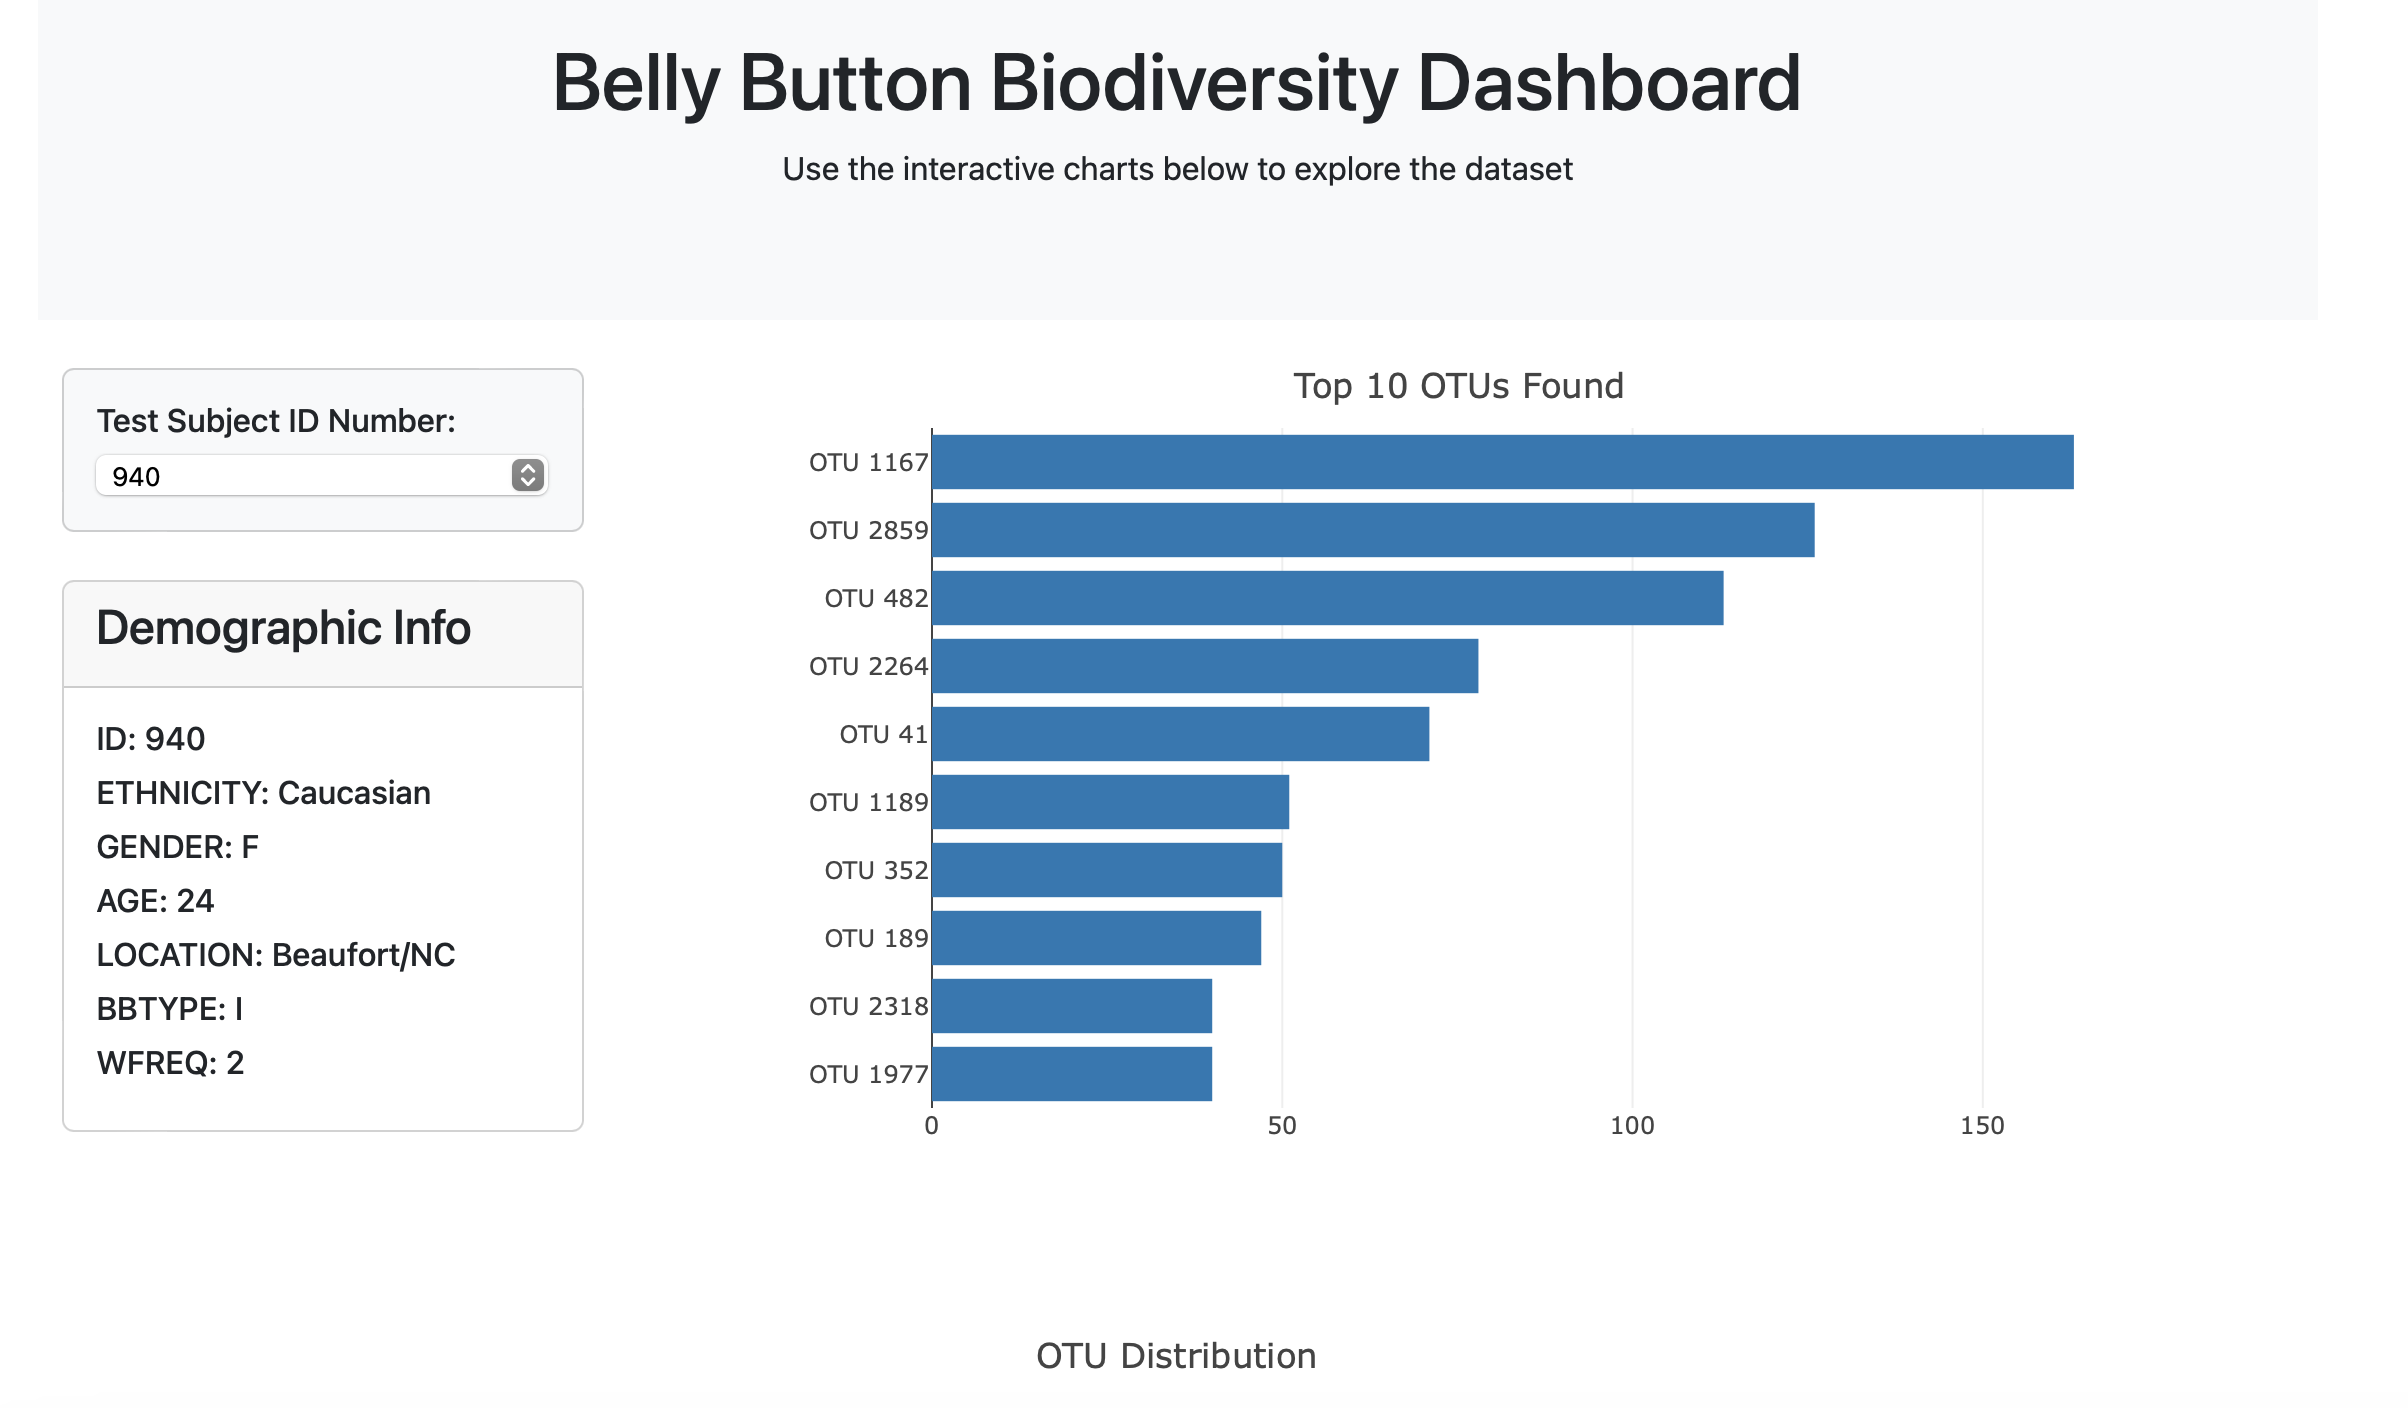 Belly Button Biodiversity Dashboard
Use the interactive charts below to explore the dataset
Test Subject ID Number:
940
Demographic Info
ID: 940
ETHNICITY: Caucasian
GENDER: F
AGE: 24
LOCATION: Beaufort/NC
BBTYPE: I
WFREQ: 2
Top 10 OTUs Found
OTU 1167
OTU 2859
OTU 482
OTU 2264
OTU 41
OTU 1189
OTU 352
OTU 189
OTU 2318
OTU 1977
0 50 100 150
OTU Distribution